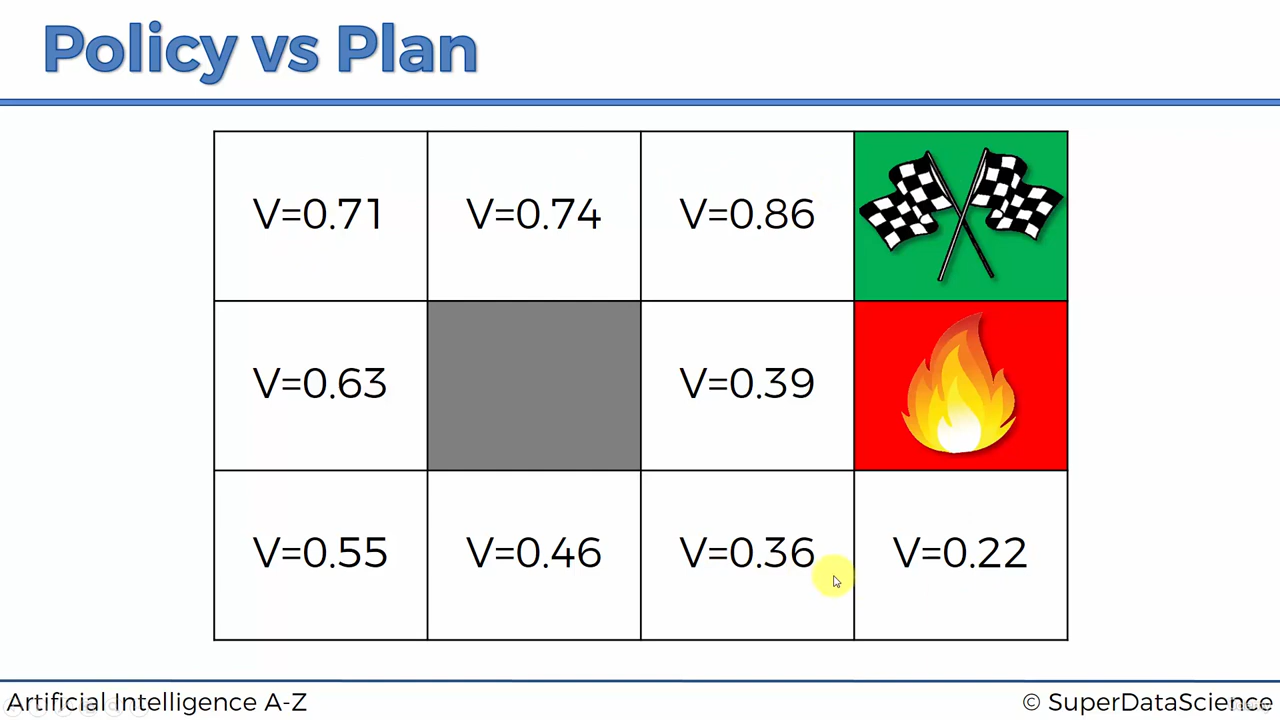 Policy vs Plan
V=0.71 V=0.74 V=0.86
V=0.63 V=0.39
V=0.55 V=0.46 V=0.36 V=0.22
Artificial Intelligence A-Z © SuperDataScience